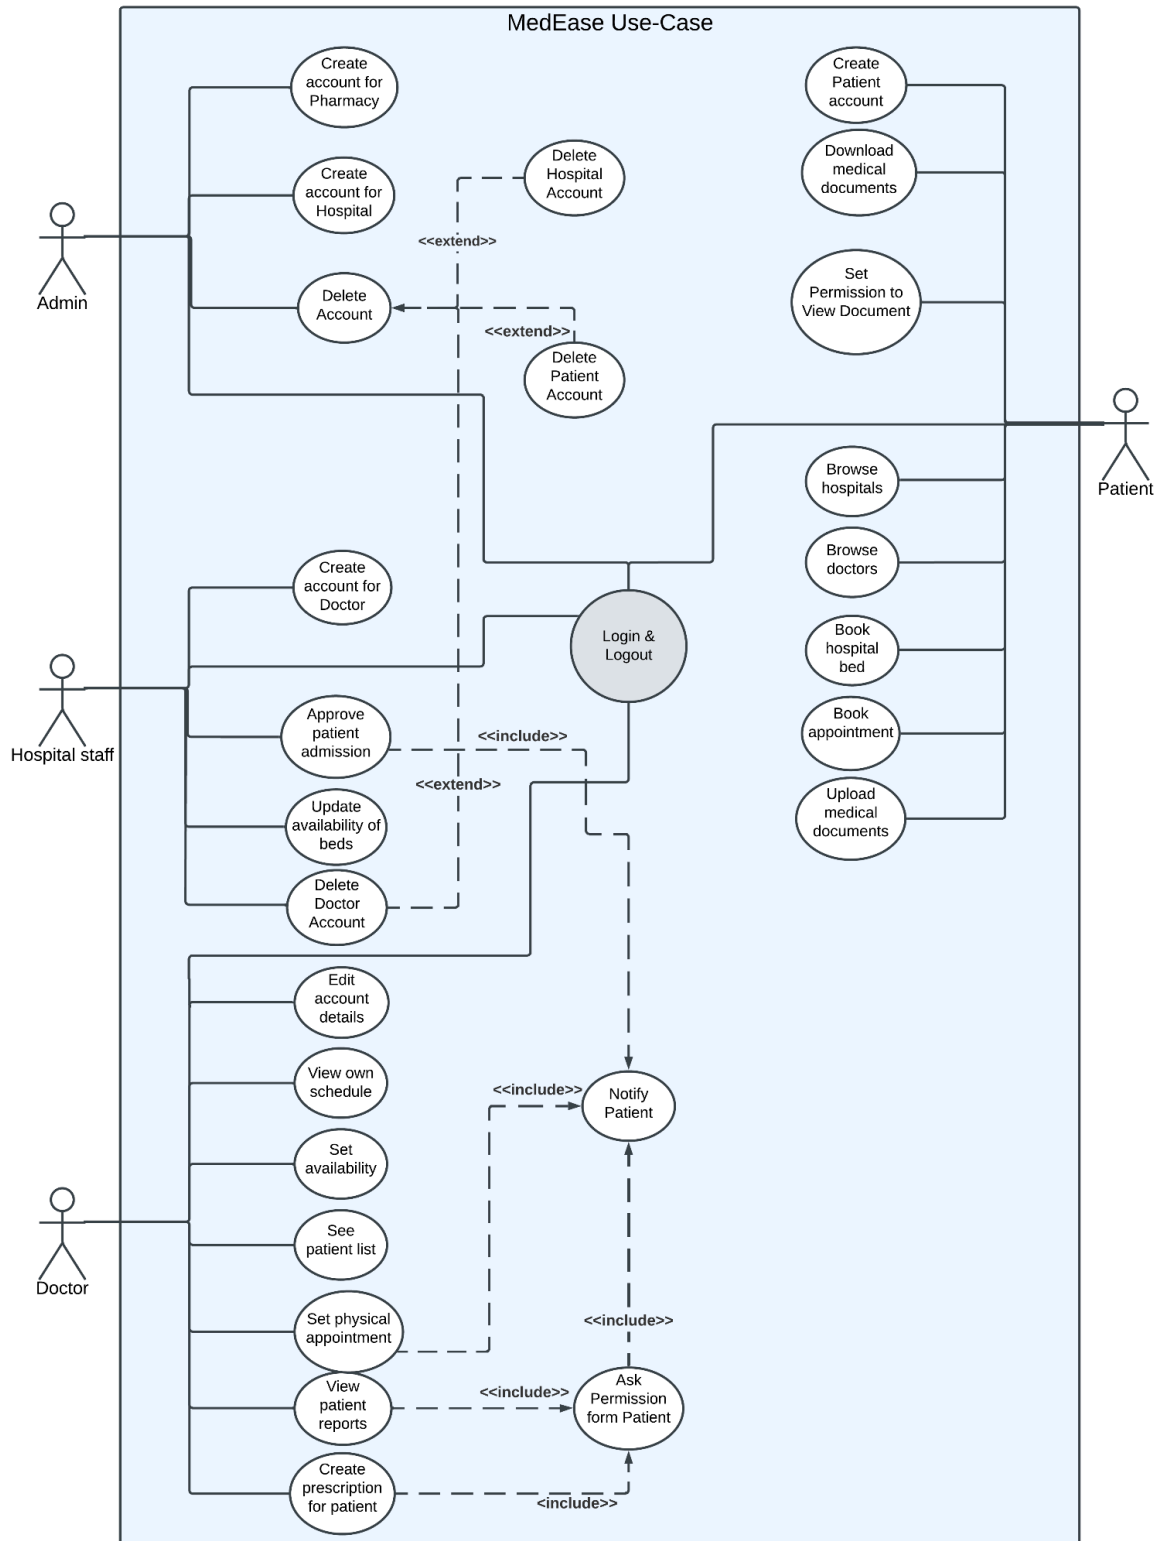 MedEase Use-Case
Create
account for
Pharmacy
Create
account for
Hospital
Delete
Account
Delete
Hospital
Account
<<extend>>
<<extend>>
Delete
Patient
Account
Admin
Create
Patient
account
Download
medical
documents
Set
Permission to
View Document
Patient
Browse
hospitals
Browse
doctors
Book
hospital
bed
Book
appointment
Upload
medical
documents
Login &
Logout
Create
account for
Doctor
Hospital staff
Approve
patient
admission
<<include>>
<<extend>>
Update
availability of
beds
Delete
Doctor
Account
Edit
account
details
View own
schedule
Set
availability
See
patient list
Doctor
Set physical
appointment
View
patient
reports
Create
prescription
for patient
<<include>>
Notify
Patient
<<include>>
<<include>>
Ask
Permission
form Patient
<include>>